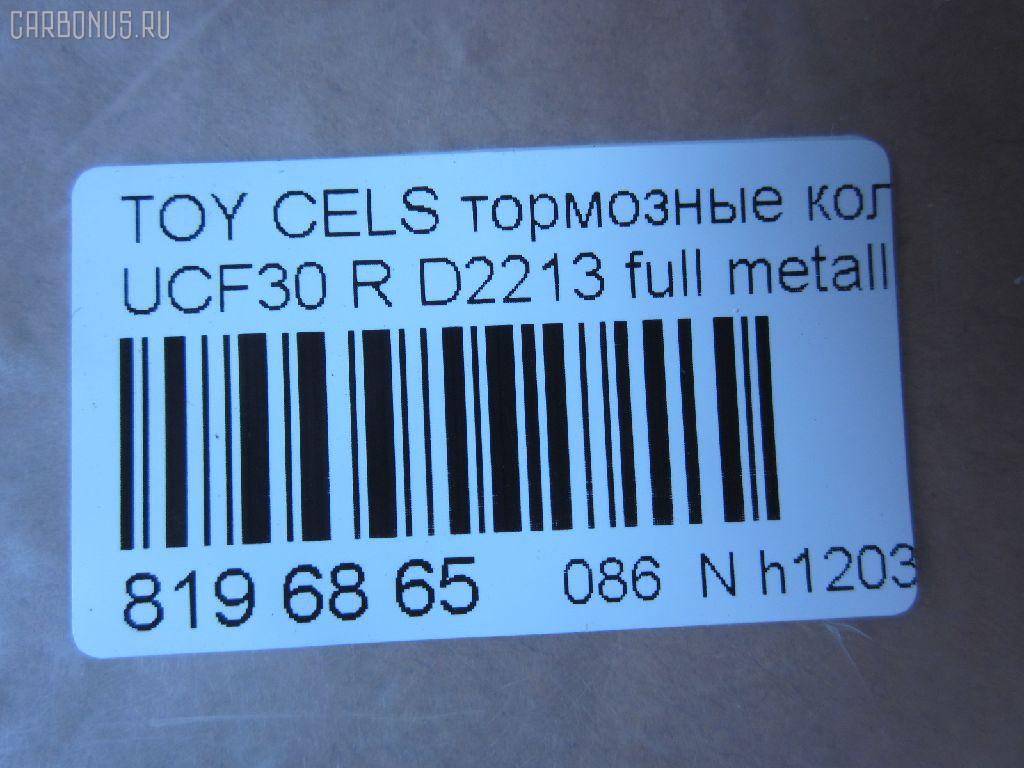 CARBONUS.RU
TOY CELS тормозные кол
UCF30 R D2213 full metall
819 68 65 086 N h1203